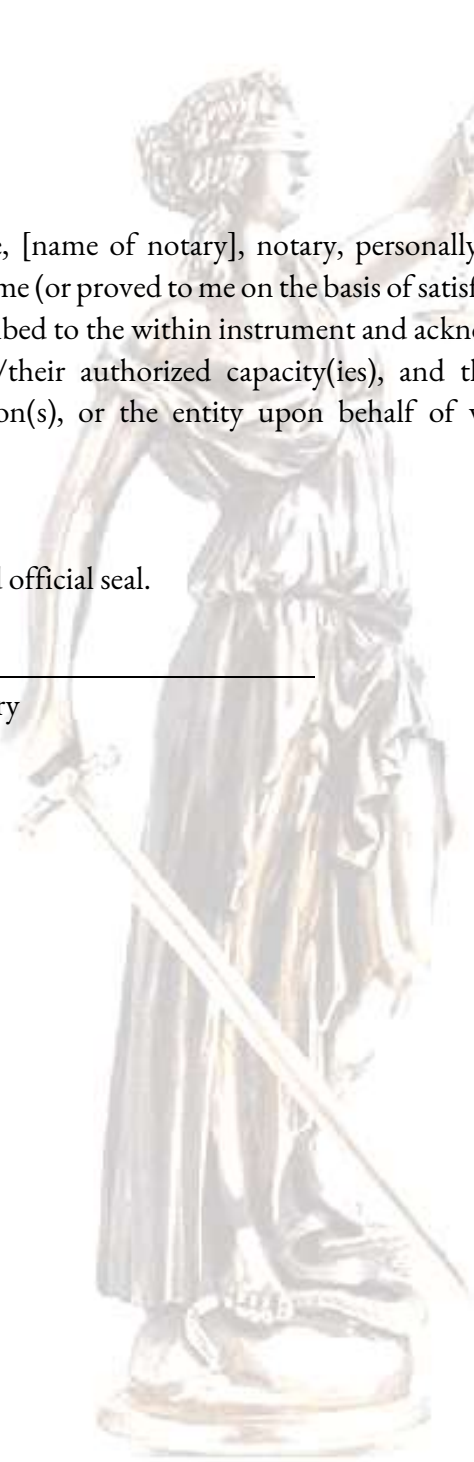 , [name of notary], notary, personally
me (or proved to me on the basis of satisf
bed to the within instrument and ackno
/their authorized capacity(ies), and th
on(s), or the entity upon behalf of
official seal.
ry